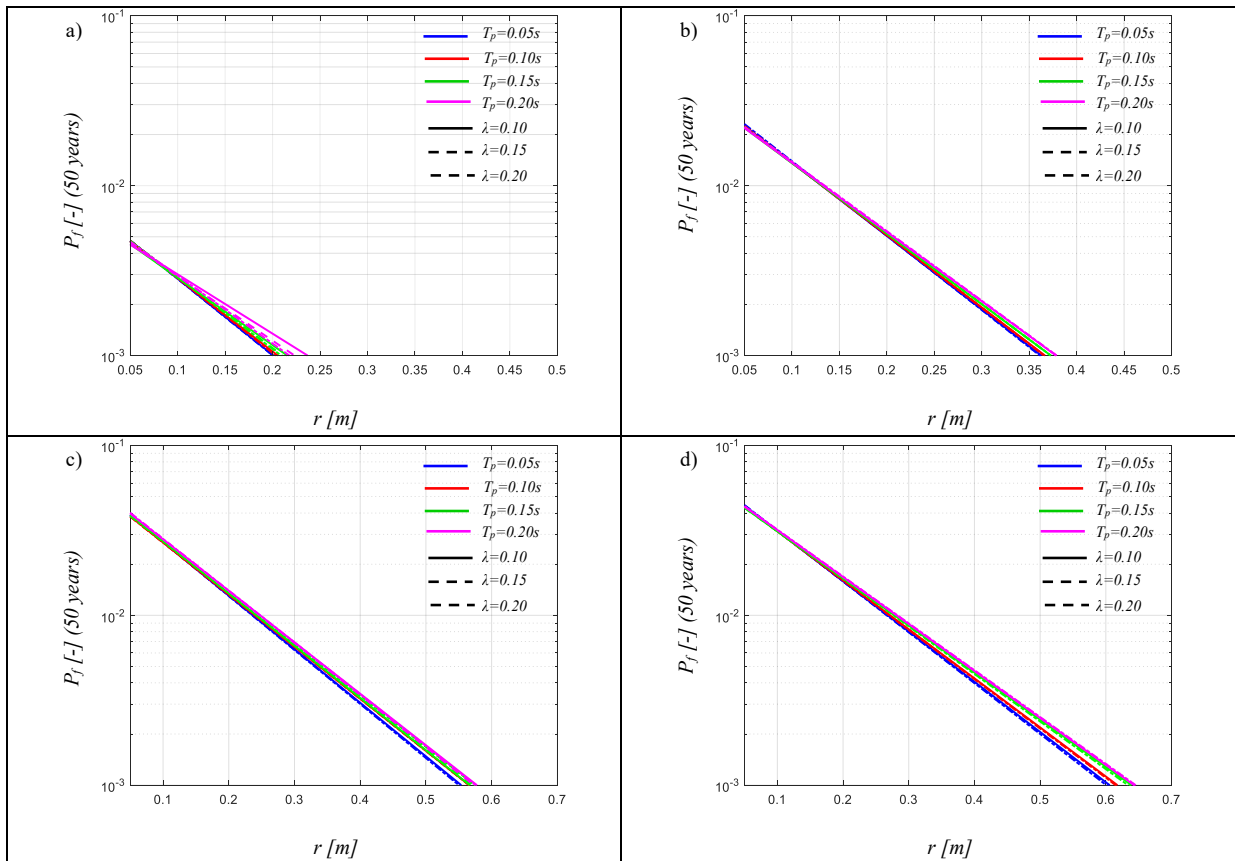 a)
T_p=0.05s
T_p=0.10s
T_p=0.15s
T_p=0.20s
λ=0.10
λ=0.15
λ=0.20
P_f [-] (50 years)
10^-1
10^-2
10^-3
0.05 0.1 0.15 0.2 0.25 0.3 0.35 0.4 0.45 0.5
r [m]
b)
T_p=0.05s
T_p=0.10s
T_p=0.15s
T_p=0.20s
λ=0.10
λ=0.15
λ=0.20
P_f [-] (50 years)
10^-1
10^-2
10^-3
0.05 0.1 0.15 0.2 0.25 0.3 0.35 0.4 0.45 0.5
r [m]
c)
T_p=0.05s
T_p=0.10s
T_p=0.15s
T_p=0.20s
λ=0.10
λ=0.15
λ=0.20
P_f [-] (50 years)
10^-1
10^-2
10^-3
0.1 0.2 0.3 0.4 0.5 0.6 0.7
r [m]
d)
T_p=0.05s
T_p=0.10s
T_p=0.15s
T_p=0.20s
λ=0.10
λ=0.15
λ=0.20
P_f [-] (50 years)
10^-1
10^-2
10^-3
0.1 0.2 0.3 0.4 0.5 0.6 0.7
r [m]